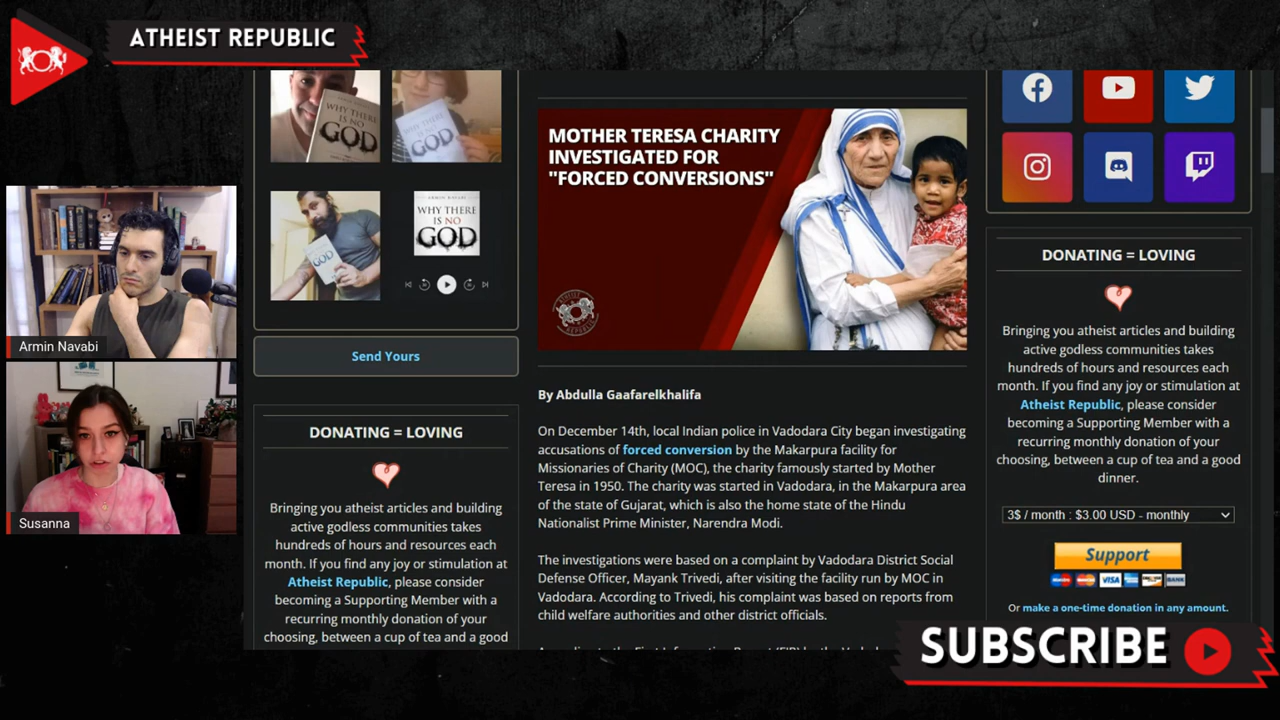 ATHEIST REPUBLIC
Armin Navabi
Susanna
WHY THERE
IS NO
GOD
WHY THERE
IS NO
GOD
GOD
ARMIN NAVABI
WHY THERE
IS NO
GOD
Send Yours
DONATING = LOVING
Bringing you atheist articles and building
active godless communities takes
hundreds of hours and resources each
month. If you find any joy or stimulation at
Atheist Republic, please consider
becoming a Supporting Member with a
recurring monthly donation of your
choosing, between a cup of tea and a good
MOTHER TERESA CHARITY
INVESTIGATED FOR
"FORCED CONVERSIONS"
By Abdulla Gaafarelkhalifa
On December 14th, local Indian police in Vadodara City began investigating
accusations of forced conversion by the Makarpura facility for
Missionaries of Charity (MOC), the charity famously started by Mother
Teresa in 1950. The charity was started in Vadodara, in the Makarpura area
of the state of Gujarat, which is also the home state of the Hindu
Nationalist Prime Minister, Narendra Modi.
The investigations were based on a complaint by Vadodara District Social
Defense Officer, Mayank Trivedi, after visiting the facility run by MOC in
Vadodara. According to Trivedi, his complaint was based on reports from
child welfare authorities and other district officials.
DONATING = LOVING
Bringing you atheist articles and building
active godless communities takes
hundreds of hours and resources each
month. If you find any joy or stimulation at
Atheist Republic, please consider
becoming a Supporting Member with a
recurring monthly donation of your
choosing, between a cup of tea and a good
dinner.
3$ / month : $3.00 USD - monthly
Support
VISA
BANK
Or make a one-time donation in any amount.
SUBSCRIBE